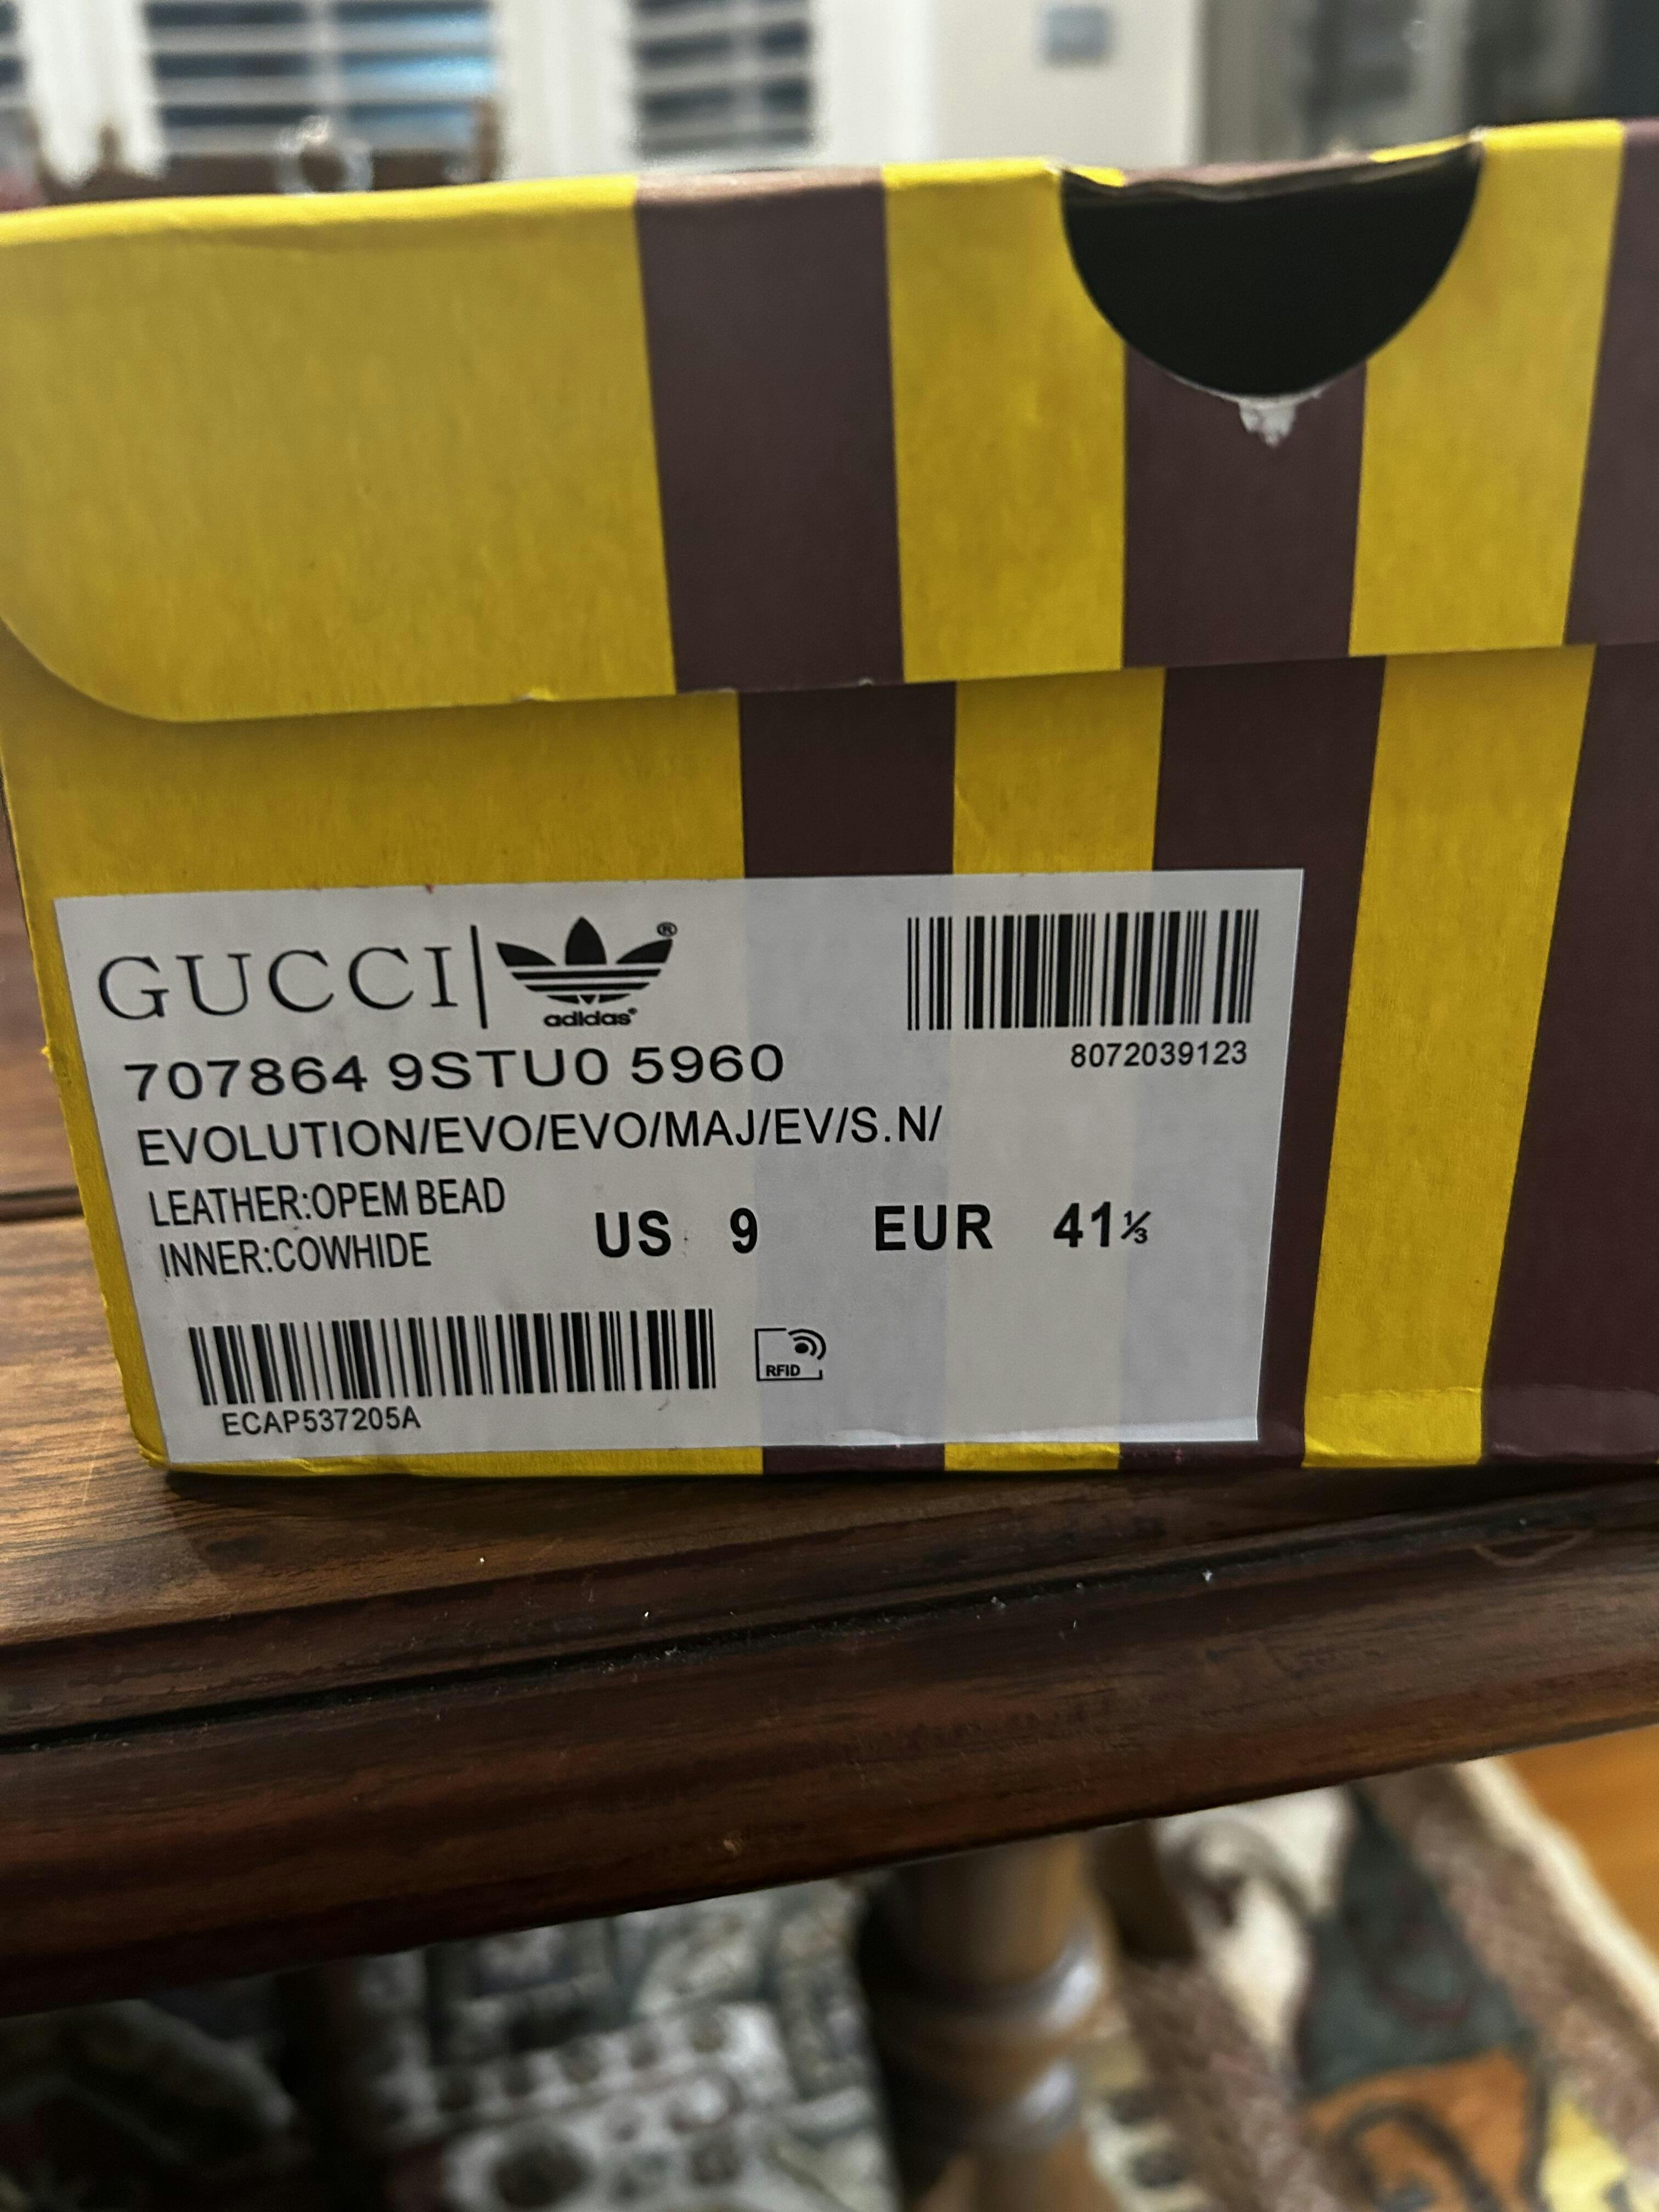 GUCCI | adidas®
®
8072039123
707864 9STU0 5960
EVOLUTION/EVO/EVO/MAJ/EV/S.N/
LEATHER:OPEM BEAD
INNER:COWHIDE
US 9 EUR 41⅓
RFID
ECAP537205A